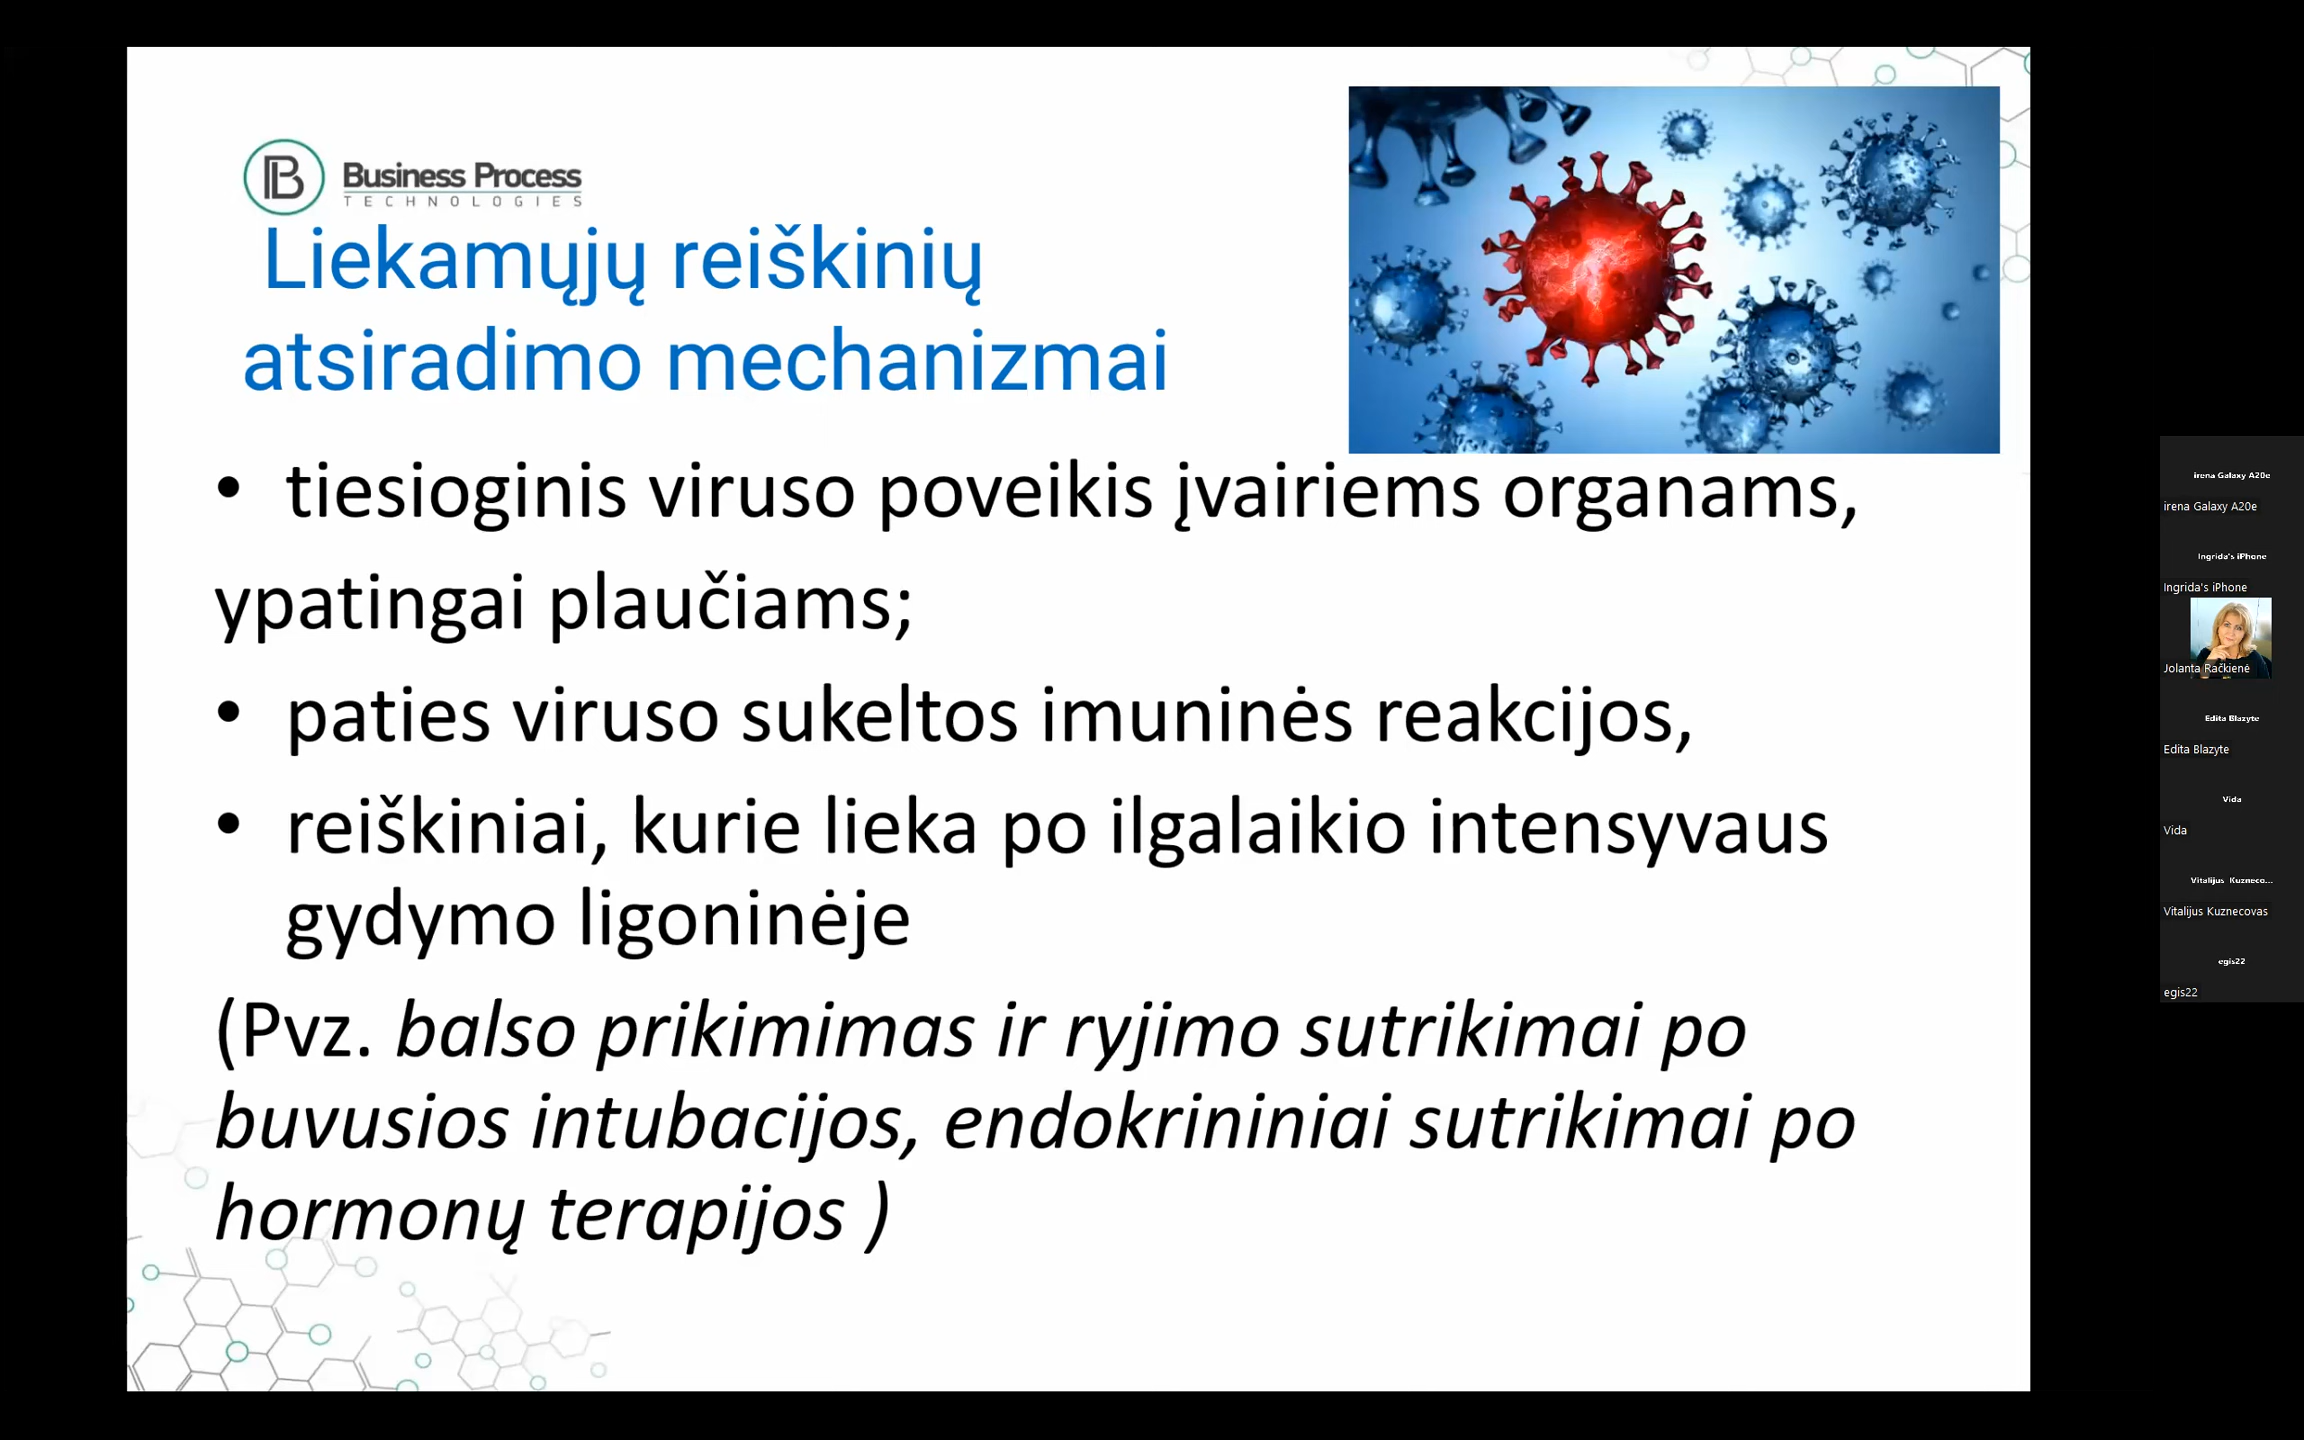 Business Process
TECHNOLOGIES
Liekamųjų reiškinių
atsiradimo mechanizmai
• tiesioginis viruso poveikis įvairiems organams,
ypatingai plaučiams;
• paties viruso sukeltos imuninės reakcijos,
• reiškiniai, kurie lieka po ilgalaikio intensyvaus
gydymo ligoninėje
(Pvz. balso prikimimas ir ryjimo sutrikimai po
buvusios intubacijos, endokrininiai sutrikimai po
hormonų terapijos )
irena Galaxy A20e
irena Galaxy A20e
Ingrida's iPhone
Ingrida's iPhone
Jolanta Račkienė
Edita Blazyte
Edita Blazyte
Vida
Vida
Vitalijus Kuzneco...
Vitalijus Kuznecovas
egis22
egis22